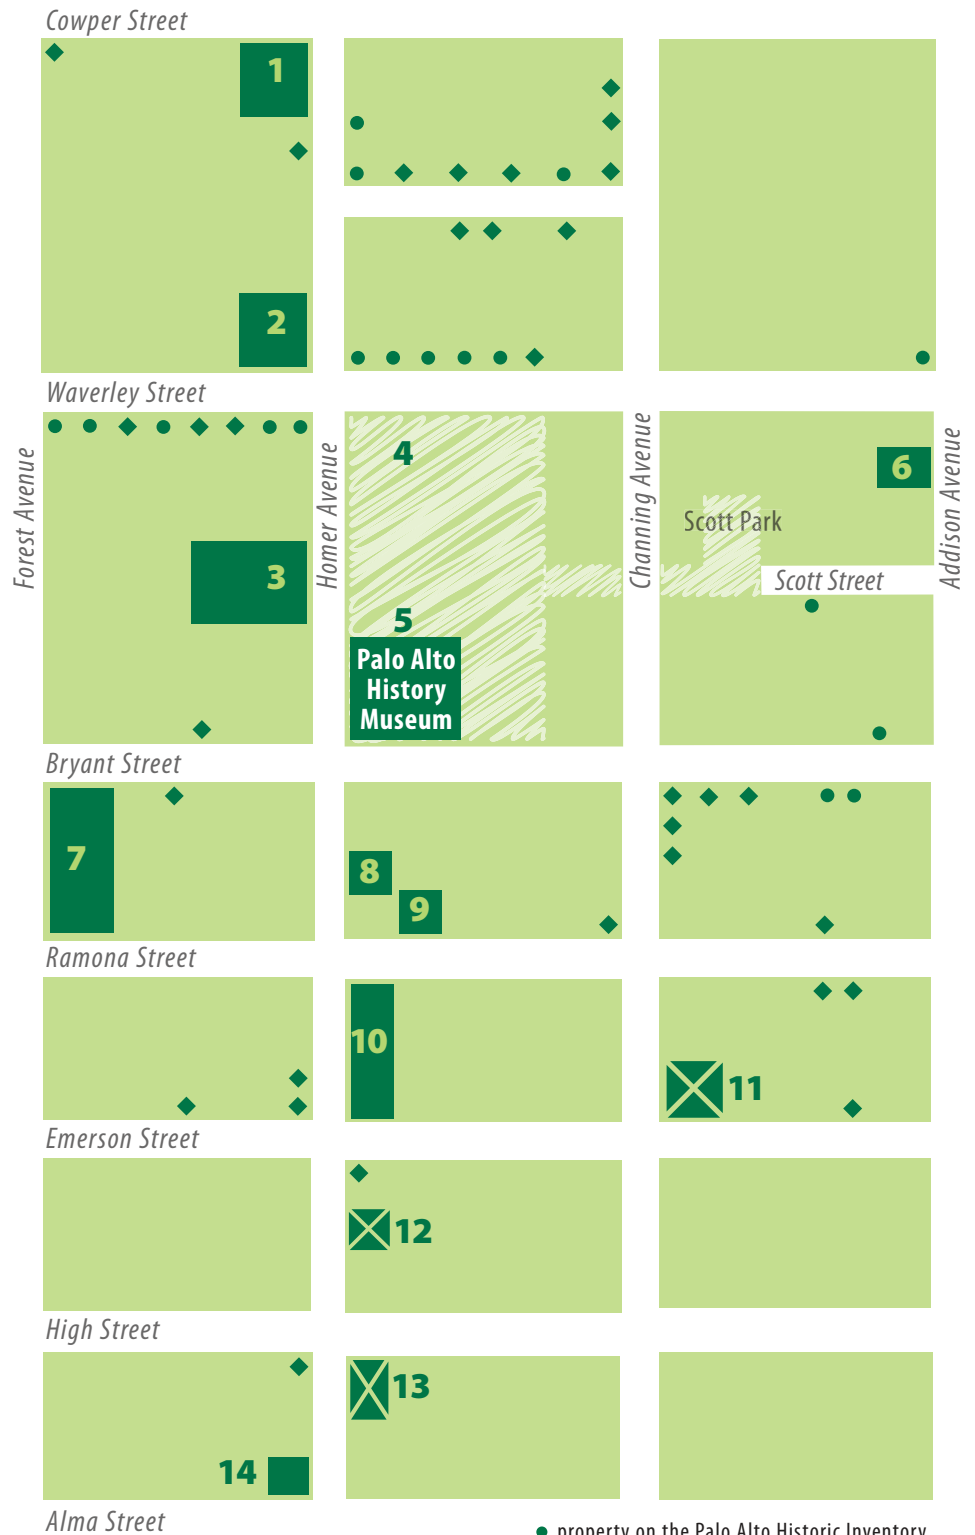 Cowper Street
1
2
Waverley Street
Forest Avenue
Homer Avenue
Channing Avenue
Addison Avenue
4
6
Scott Park
3
Scott Street
5
Palo Alto
History
Museum
Bryant Street
7
8
9
Ramona Street
10
11
Emerson Street
12
High Street
13
14
Alma Street
property on the Palo Alto Historic Inventory